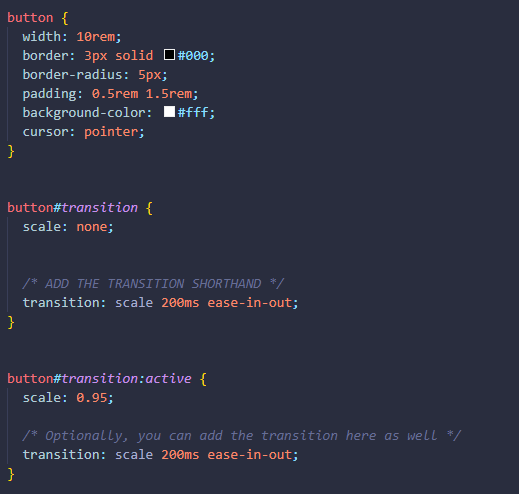 button {
  width: 10rem;
  border: 3px solid #000;
  border-radius: 5px;
  padding: 0.5rem 1.5rem;
  background-color: #fff;
  cursor: pointer;
}
button#transition {
  scale: none;
  /* ADD THE TRANSITION SHORTHAND */
  transition: scale 200ms ease-in-out;
}
button#transition:active {
  scale: 0.95;
  /* Optionally, you can add the transition here as well */
  transition: scale 200ms ease-in-out;
}